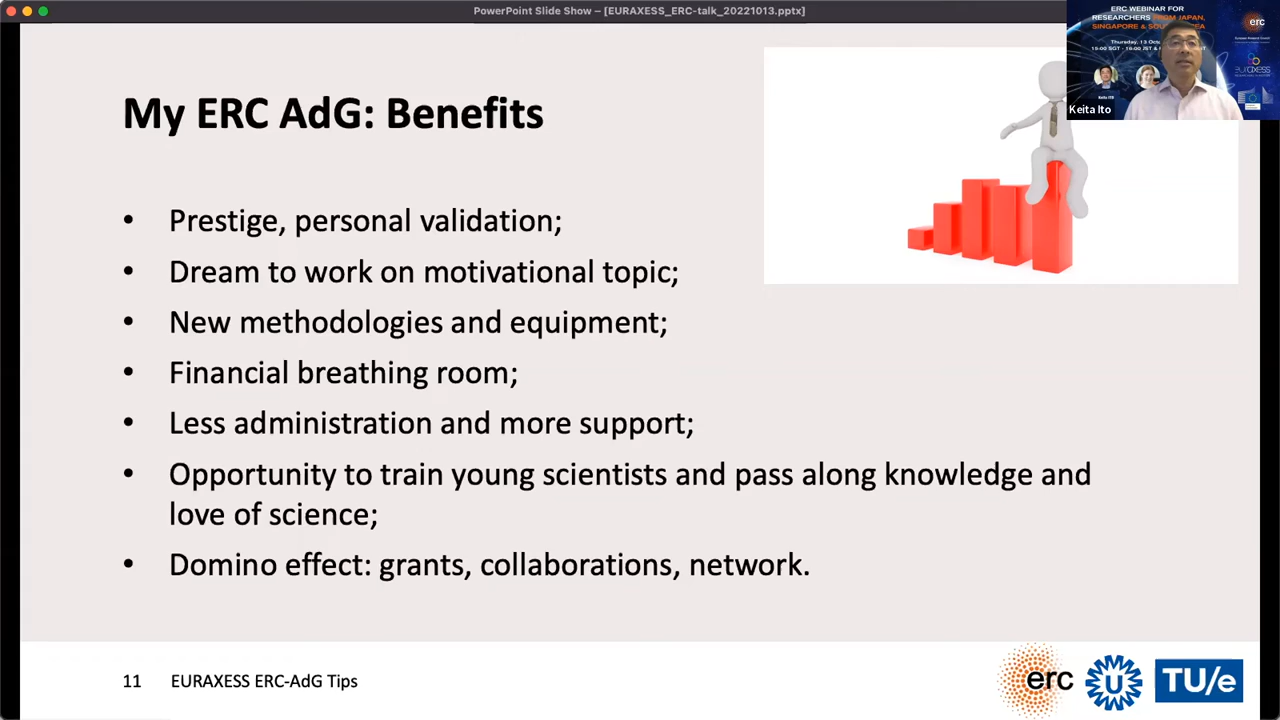 PowerPoint Slide Show – [EURAXESS_ERC-talk_20221013.pptx]
ERC WEBINAR FOR
RESEARCHERS FROM JAPAN,
SINGAPORE &
Thursday, 13
erc
euraxess
Keita Ito
My ERC AdG: Benefits
• Prestige, personal validation;
• Dream to work on motivational topic;
• New methodologies and equipment;
• Financial breathing room;
• Less administration and more support;
• Opportunity to train young scientists and pass along knowledge and
love of science;
• Domino effect: grants, collaborations, network.
11 EURAXESS ERC-AdG Tips
erc
U
TU/e